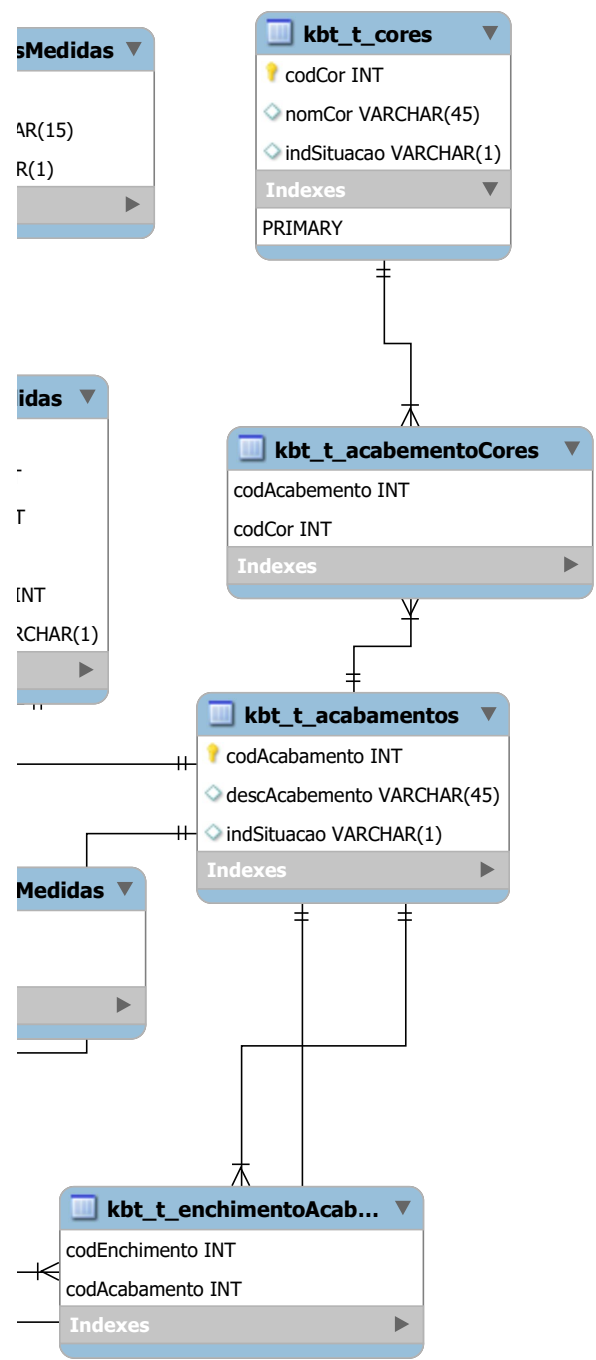 sMedidas
AR(15)
R(1)
kbt_t_cores
codCor INT
nomCor VARCHAR(45)
indSituacao VARCHAR(1)
Indexes
PRIMARY
idas
T
INT
RCHAR(1)
kbt_t_acabementoCores
codAcabemento INT
codCor INT
Indexes
kbt_t_acabamentos
codAcabamento INT
descAcabemento VARCHAR(45)
indSituacao VARCHAR(1)
Indexes
Medidas
kbt_t_enchimentoAcab...
codEnchimento INT
codAcabamento INT
Indexes